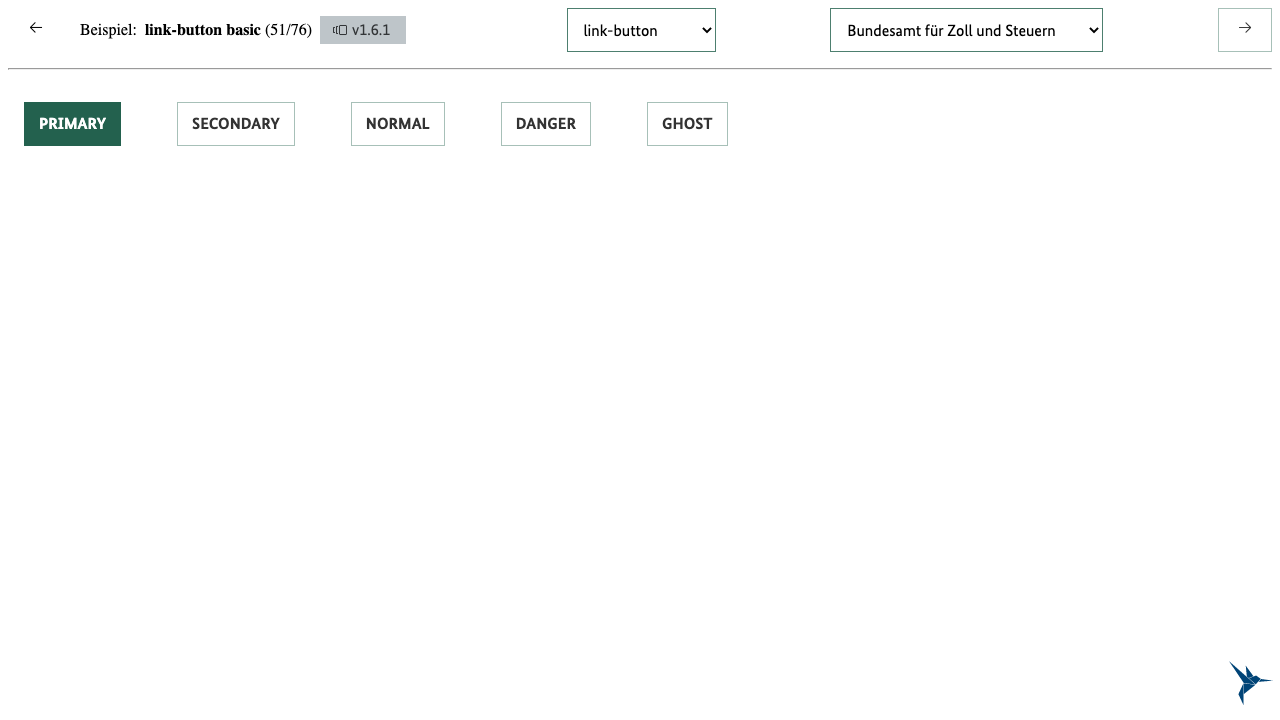 Beispiel: link-button basic (51/76) v1.6.1 link-button Bundesamt für Zoll und Steuern
PRIMARY SECONDARY NORMAL DANGER GHOST